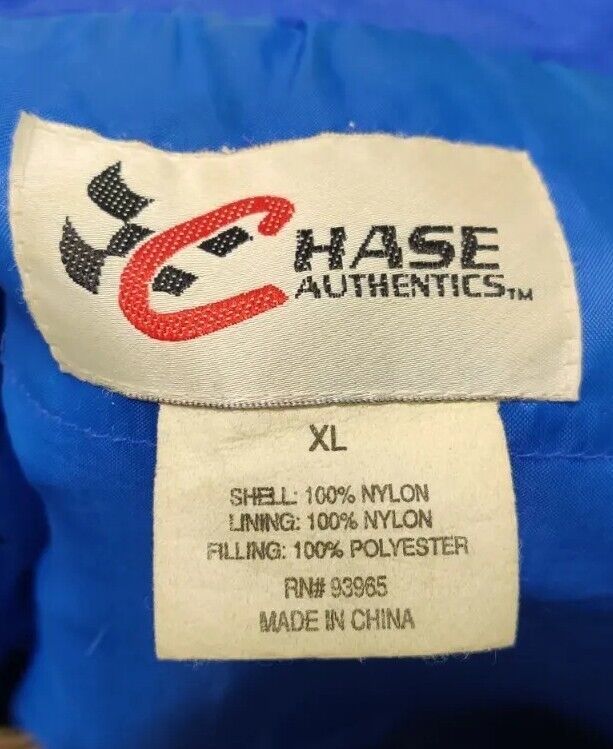 CHASE
AUTHENTICS™
XL
SHELL: 100% NYLON
LINING: 100% NYLON
FILLING: 100% POLYESTER
RN# 93965
MADE IN CHINA